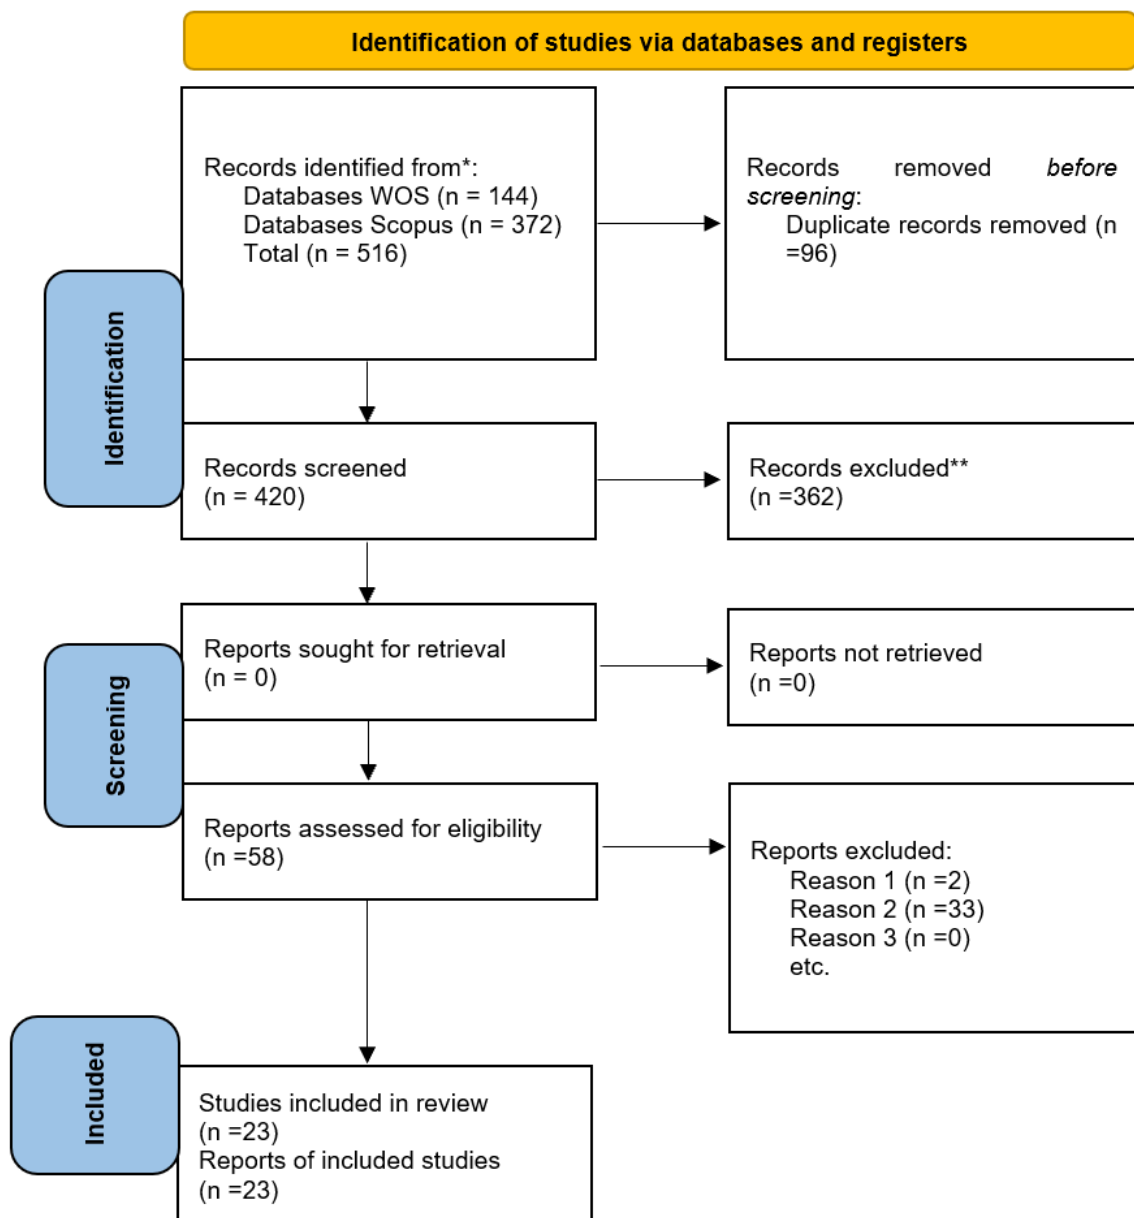 Identification of studies via databases and registers
Records identified from*:
Databases WOS (n = 144)
Databases Scopus (n = 372)
Total (n = 516)
Records removed before
screening:
Duplicate records removed (n
=96)
Identification
Records screened
(n = 420)
Records excluded**
(n =362)
Screening
Reports sought for retrieval
(n = 0)
Reports not retrieved
(n =0)
Reports assessed for eligibility
(n =58)
Reports excluded:
Reason 1 (n =2)
Reason 2 (n =33)
Reason 3 (n =0)
etc.
Included
Studies included in review
(n =23)
Reports of included studies
(n =23)